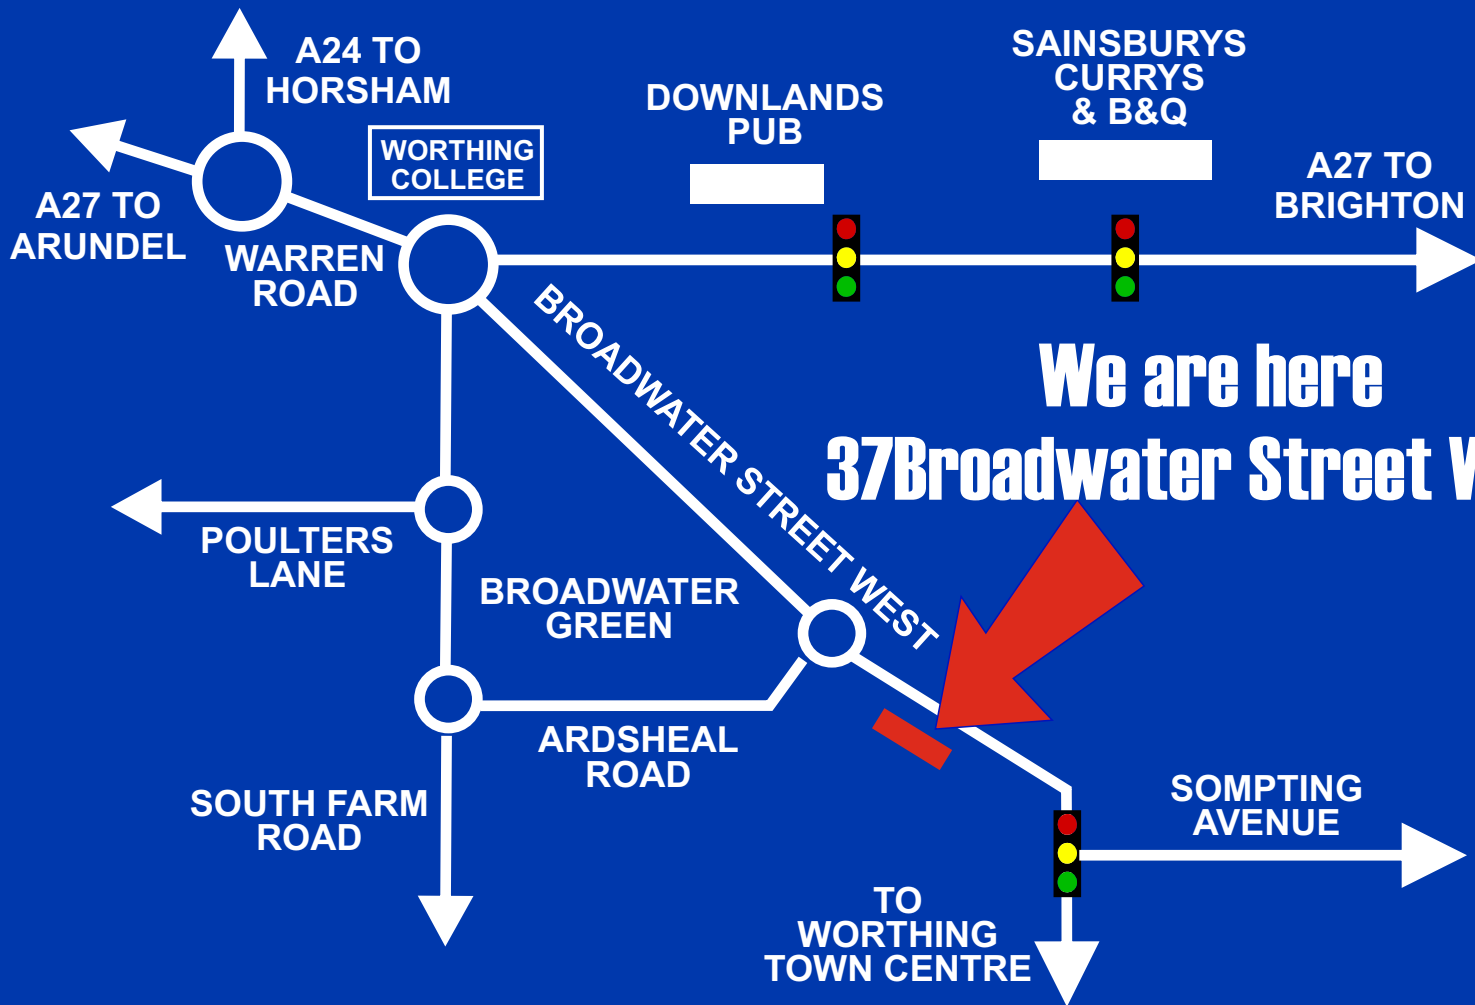 A24 TO
HORSHAM
A27 TO
ARUNDEL
WARREN
ROAD
WORTHING
COLLEGE
DOWNLANDS
PUB
SAINSBURYS
CURRYS
& B&Q
A27 TO
BRIGHTON
BROADWATER STREET WEST
We are here
37Broadwater Street W
POULTERS
LANE
BROADWATER
GREEN
ARDSHEAL
ROAD
SOUTH FARM
ROAD
SOMPTING
AVENUE
TO
WORTHING
TOWN CENTRE